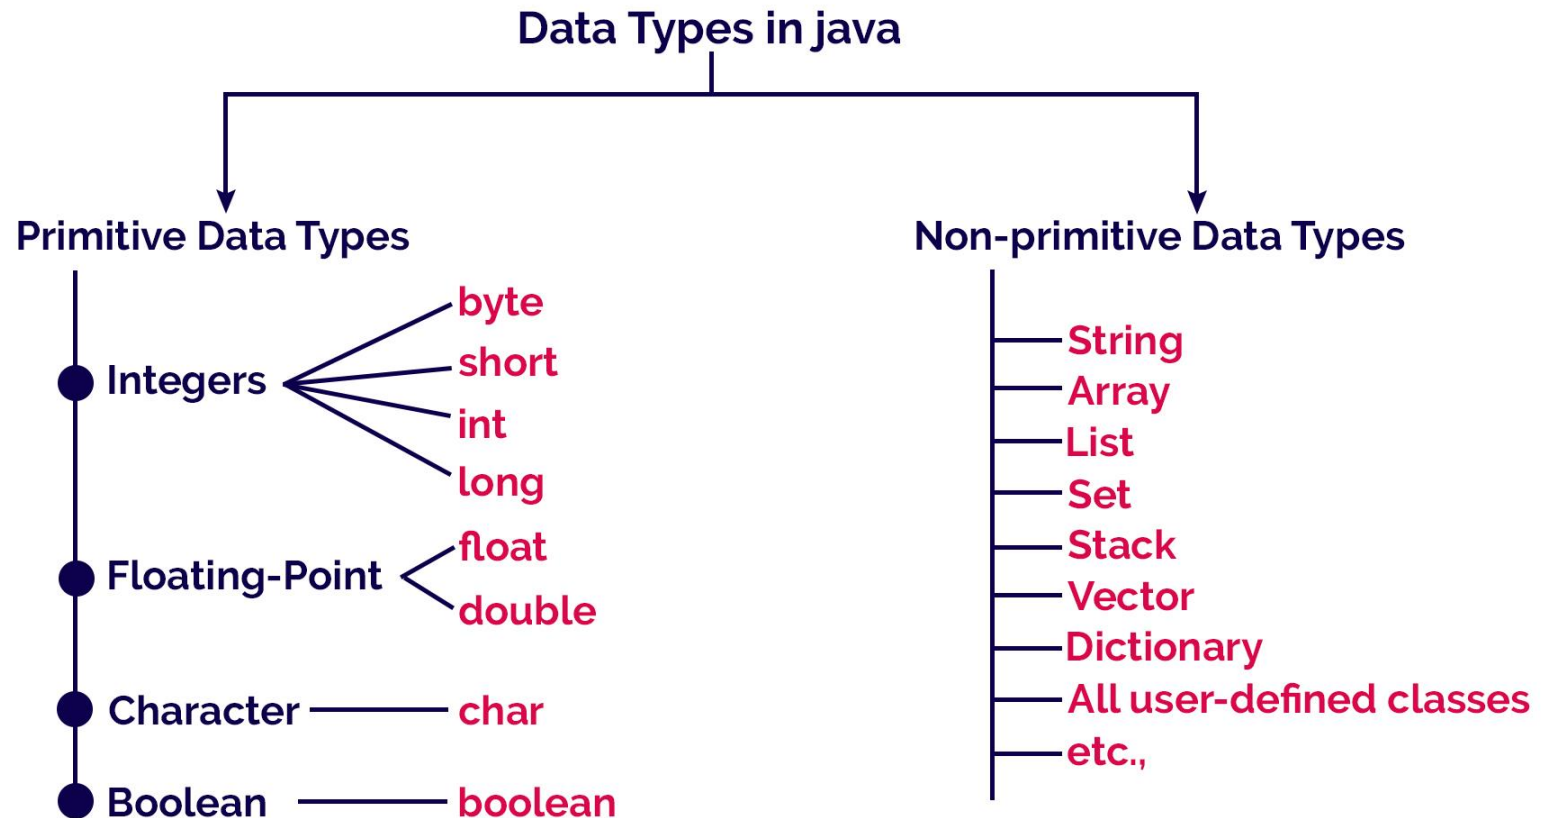 Data Types in java
Primitive Data Types
Integers
byte
short
int
long
Floating-Point
float
double
Character
char
Boolean
boolean
Non-primitive Data Types
String
Array
List
Set
Stack
Vector
Dictionary
All user-defined classes
etc.,